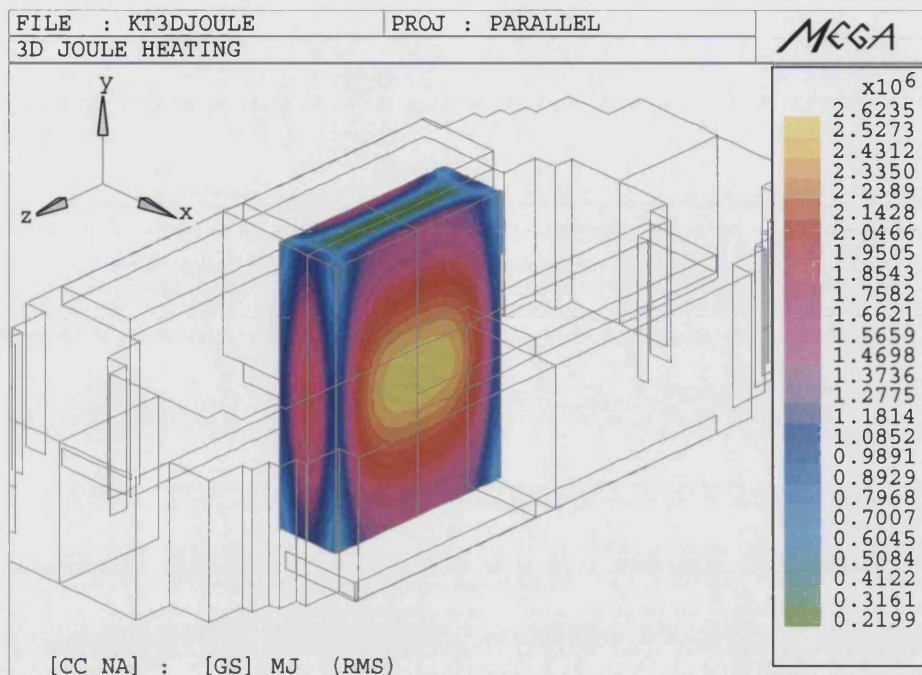 FILE : KT3DJOULE
PROJ : PARALLEL
MEGA
3D JOULE HEATING
y
z
x
x10⁶
2.6235
2.5273
2.4312
2.3350
2.2389
2.1428
2.0466
1.9505
1.8543
1.7582
1.6621
1.5659
1.4698
1.3736
1.2775
1.1814
1.0852
0.9891
0.8929
0.7968
0.7007
0.6045
0.5084
0.4122
0.3161
0.2199
[CC NA] : [GS] MJ (RMS)